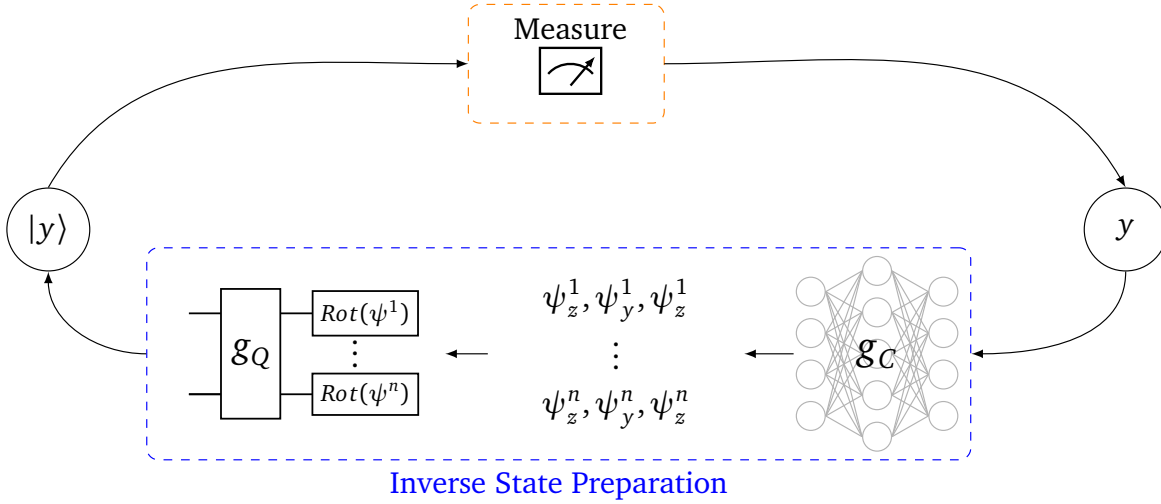 Measure
|y⟩
y
g_Q
Rot(ψ^1)
⋮
Rot(ψ^n)
ψ_z^1, ψ_y^1, ψ_z^1
⋮
ψ_z^n, ψ_y^n, ψ_z^n
g_C
Inverse State Preparation